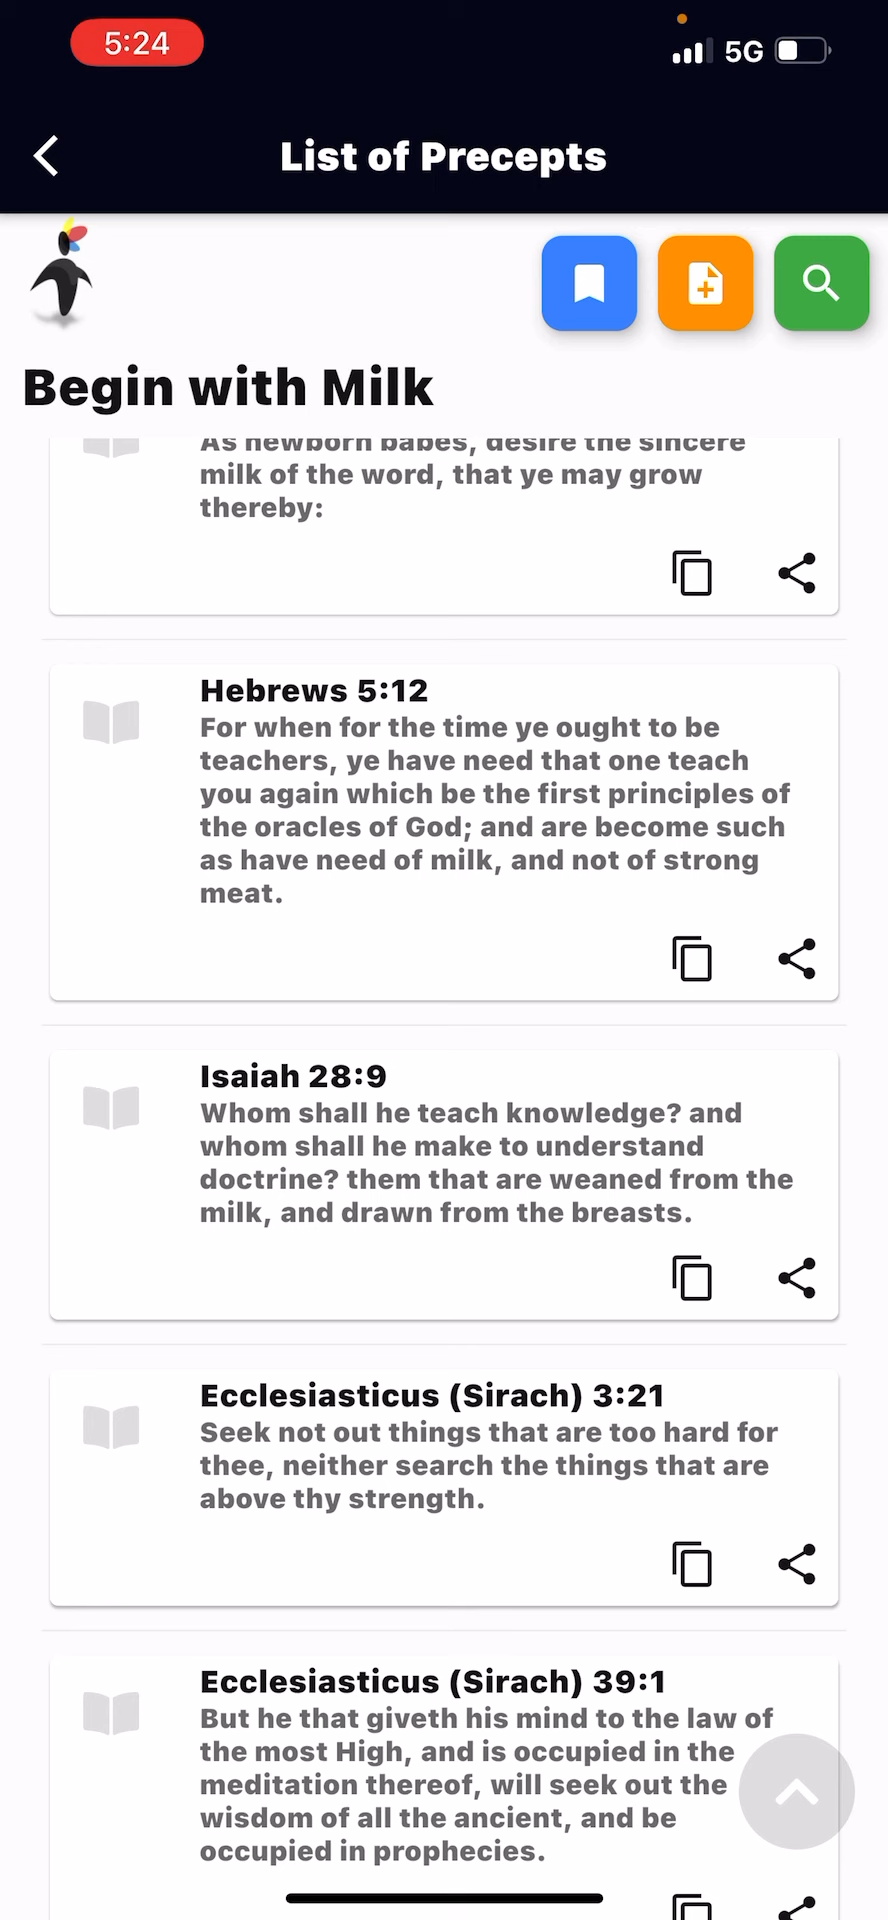 5:24
5G
List of Precepts
Begin with Milk
As newborn babes, desire the sincere
milk of the word, that ye may grow
thereby:
Hebrews 5:12
For when for the time ye ought to be
teachers, ye have need that one teach
you again which be the first principles of
the oracles of God; and are become such
as have need of milk, and not of strong
meat.
Isaiah 28:9
Whom shall he teach knowledge? and
whom shall he make to understand
doctrine? them that are weaned from the
milk, and drawn from the breasts.
Ecclesiasticus (Sirach) 3:21
Seek not out things that are too hard for
thee, neither search the things that are
above thy strength.
Ecclesiasticus (Sirach) 39:1
But he that giveth his mind to the law of
the most High, and is occupied in the
meditation thereof, will seek out the
wisdom of all the ancient, and be
occupied in prophecies.